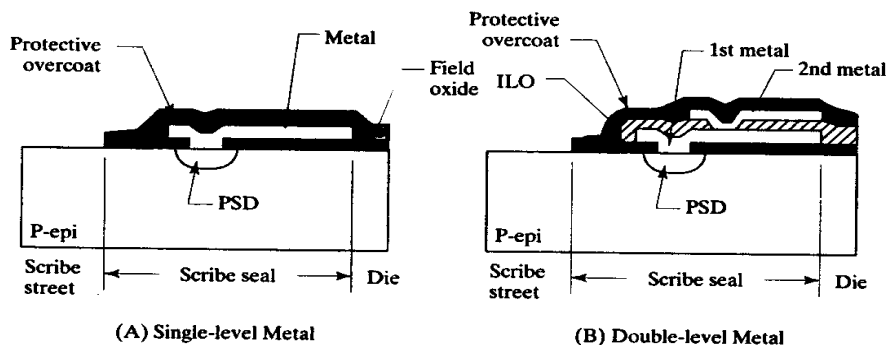 Protective
overcoat
Metal
Field
oxide
PSD
P-epi
Scribe
street
Scribe seal
Die
(A) Single-level Metal
Protective
overcoat
1st metal
ILO
2nd metal
PSD
P-epi
Scribe
street
Scribe seal
Die
(B) Double-level Metal